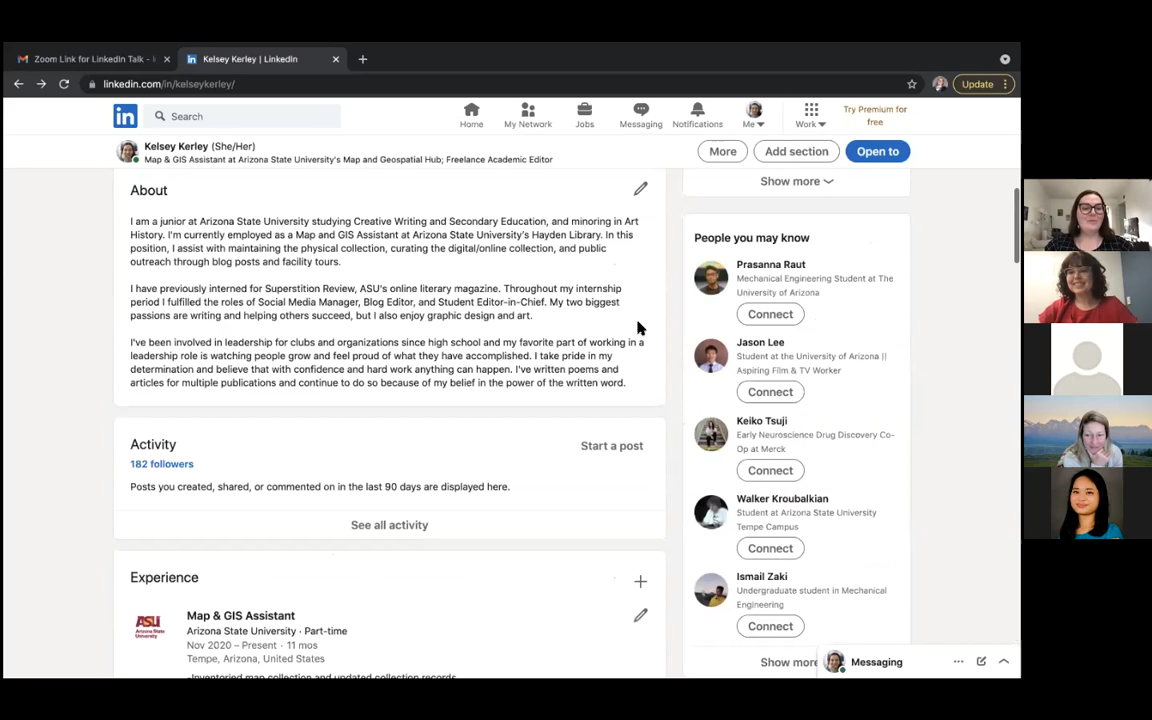 Zoom Link for LinkedIn Talk -
Kelsey Kerley | LinkedIn
linkedin.com/in/kelseykerley/
Update
in
Search
Home
My Network
Jobs
Messaging
Notifications
Me
Work
Try Premium for
free
Kelsey Kerley (She/Her)
Map & GIS Assistant at Arizona State University's Map and Geospatial Hub; Freelance Academic Editor
More
Add section
Open to
About
I am a junior at Arizona State University studying Creative Writing and Secondary Education, and minoring in Art
History. I'm currently employed as a Map and GIS Assistant at Arizona State University's Hayden Library. In this
position, I assist with maintaining the physical collection, curating the digital/online collection, and public
outreach through blog posts and facility tours.
I have previously interned for Superstition Review, ASU's online literary magazine. Throughout my internship
period I fulfilled the roles of Social Media Manager, Blog Editor, and Student Editor-in-Chief. My two biggest
passions are writing and helping others succeed, but I also enjoy graphic design and art.
I've been involved in leadership for clubs and organizations since high school and my favorite part of working in a
leadership role is watching people grow and feel proud of what they have accomplished. I take pride in my
determination and believe that with confidence and hard work anything can happen. I've written poems and
articles for multiple publications and continue to do so because of my belief in the power of the written word.
Activity
Start a post
182 followers
Posts you created, shared, or commented on in the last 90 days are displayed here.
See all activity
Experience
ASU
Arizona State
University
Map & GIS Assistant
Arizona State University · Part-time
Nov 2020 – Present · 11 mos
Tempe, Arizona, United States
-Inventoried map collection and updated collection records
Show more
People you may know
Prasanna Raut
Mechanical Engineering Student at The
University of Arizona
Connect
Jason Lee
Student at the University of Arizona ||
Aspiring Film & TV Worker
Connect
Keiko Tsuji
Early Neuroscience Drug Discovery Co-
Op at Merck
Connect
Walker Kroubalkian
Student at Arizona State University
Tempe Campus
Connect
Ismail Zaki
Undergraduate student in Mechanical
Engineering
Connect
Show more
Messaging